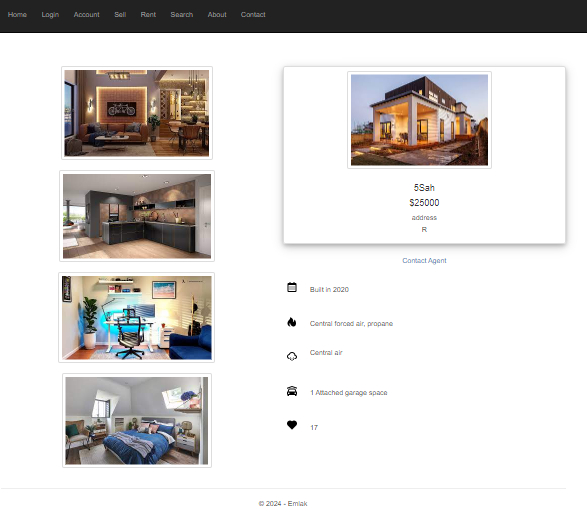 Home Login Account Sell Rent Search About Contact
5Sah
$25000
address
R
Contact Agent
Built in 2020
Central forced air, propane
Central air
1 Attached garage space
17
© 2024 - Emlak